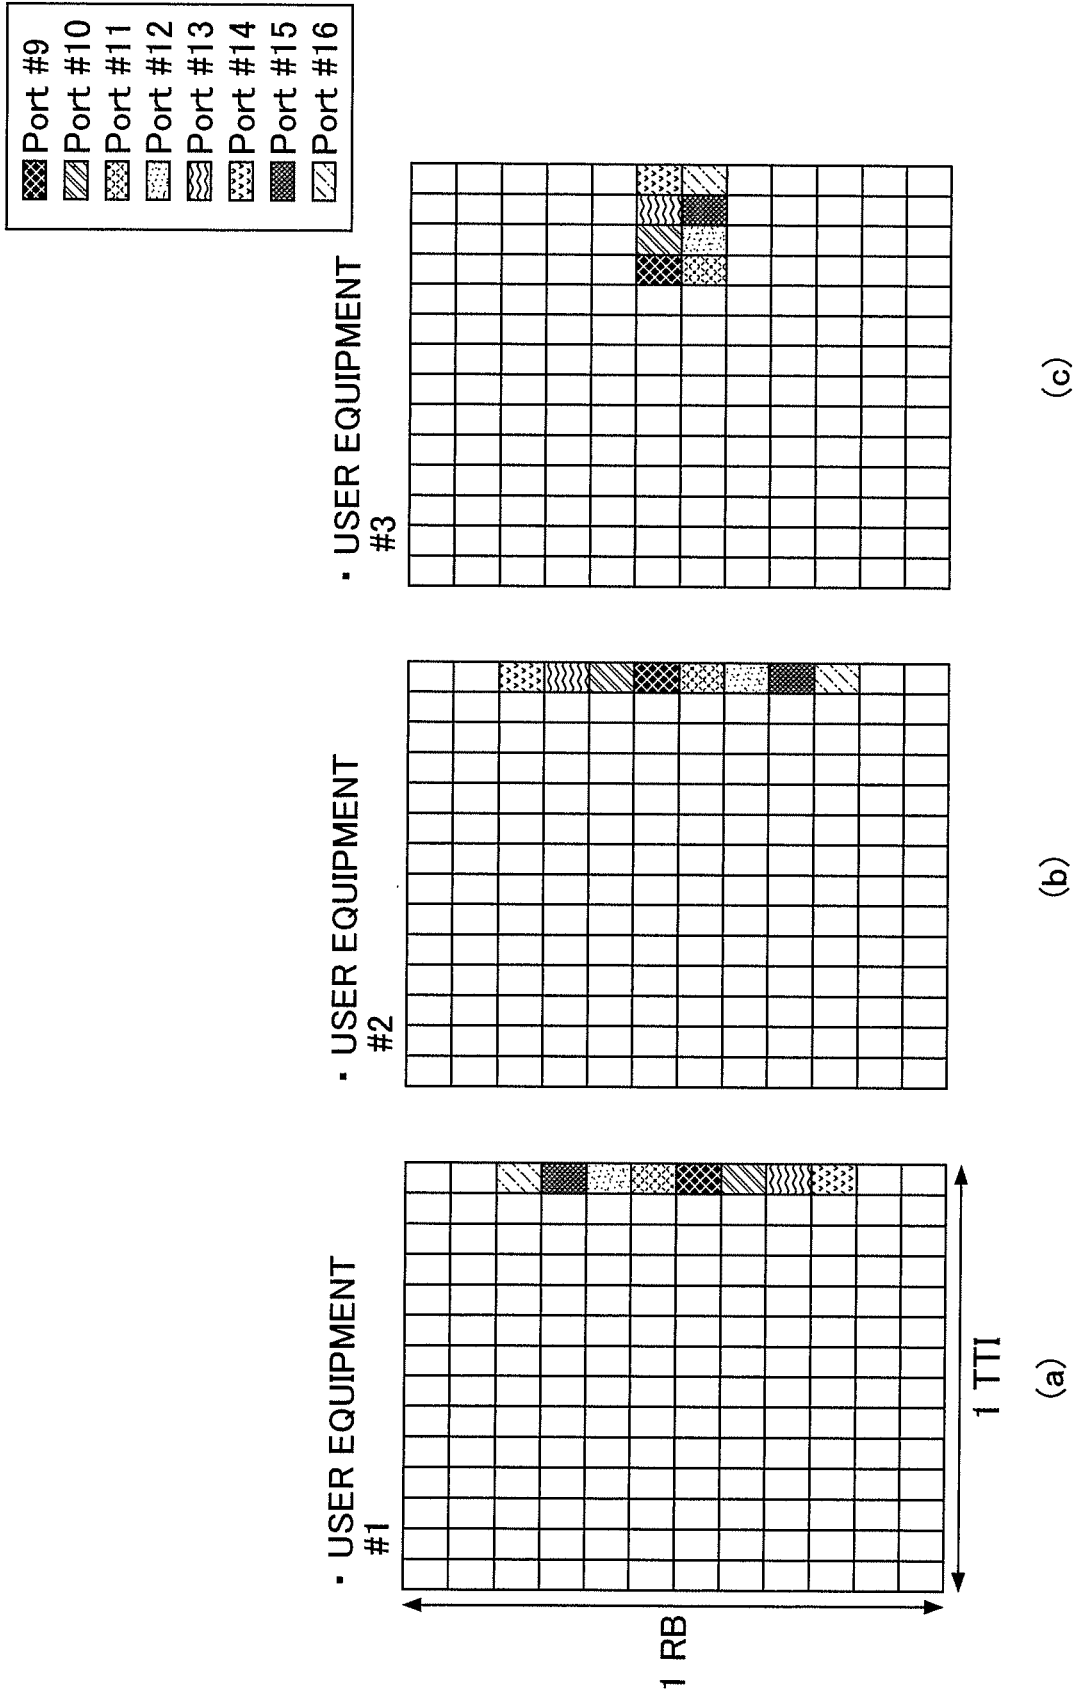 Port #9
Port #10
Port #11
Port #12
Port #13
Port #14
Port #15
Port #16
・ USER EQUIPMENT
#1
1 RB
1 TTI
(a)
・ USER EQUIPMENT
#2
(b)
・ USER EQUIPMENT
#3
(c)